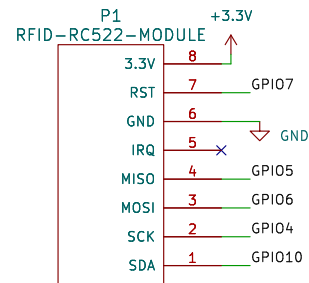 P1
+3.3V
RFID-RC522-MODULE
3.3V 8
RST 7 GPIO7
GND 6 GND
IRQ 5
MISO 4 GPIO5
MOSI 3 GPIO6
SCK 2 GPIO4
SDA 1 GPIO10